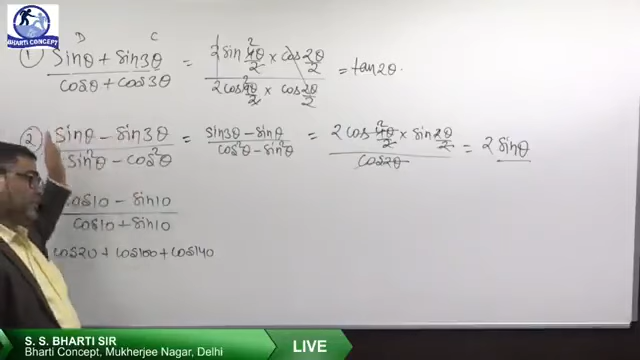 BHARTI CONCEPT
D C
① (sinθ + sin3θ)/(cosθ + cos3θ) = (2 sin 4θ/2 × cos 2θ/2)/(2 cos 4θ/2 × cos 2θ/2) = tan2θ.
② (sinθ − sin3θ)/(sin²θ − cos²θ) = (sin3θ − sinθ)/(cos²θ − sin²θ) = (2 cos 4θ/2 × sin 2θ/2)/(cos2θ) = 2 sinθ
(cos10 − sin10)/(cos10 + sin10)
cos20 + cos100 + cos140
S. S. BHARTI SIR
Bharti Concept, Mukherjee Nagar, Delhi
LIVE